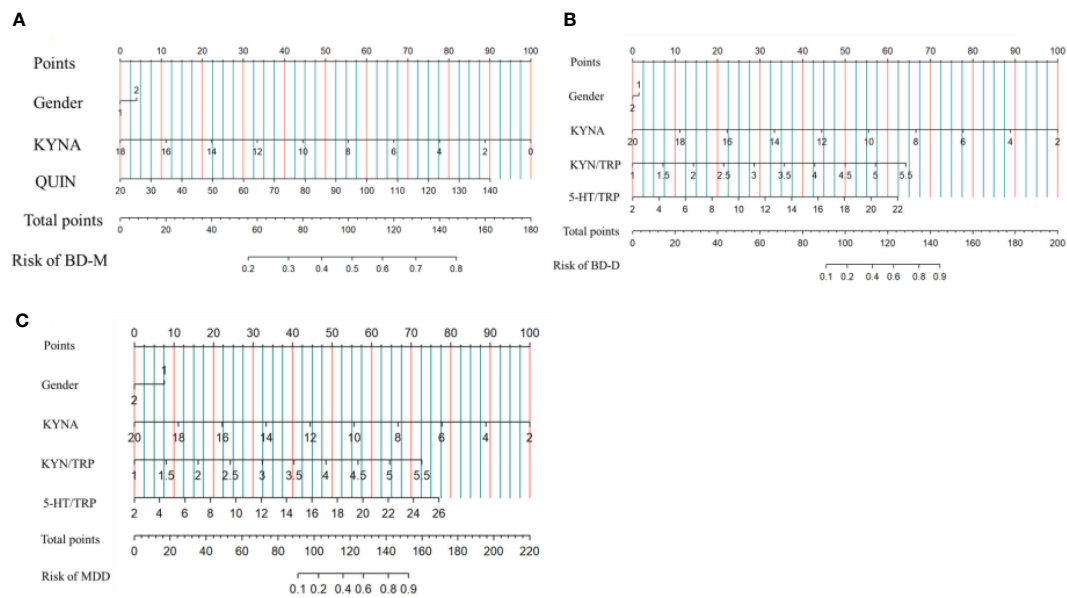 A
0 10 20 30 40 50 60 70 80 90 100
Points
Gender
2
1
KYNA
18 16 14 12 10 8 6 4 2 0
QUIN
20 30 40 50 60 70 80 90 100 110 120 130 140
Total points
0 20 40 60 80 100 120 140 160 180
Risk of BD-M
0.2 0.3 0.4 0.5 0.6 0.7 0.8
B
0 10 20 30 40 50 60 70 80 90 100
Points
Gender
1
2
KYNA
20 18 16 14 12 10 8 6 4 2
KYN/TRP
1 1.5 2 2.5 3 3.5 4 4.5 5 5.5
5-HT/TRP
2 4 6 8 10 12 14 16 18 20 22
Total points
0 20 40 60 80 100 120 140 160 180 200
Risk of BD-D
0.1 0.2 0.4 0.6 0.8 0.9
C
0 10 20 30 40 50 60 70 80 90 100
Points
Gender
1
2
KYNA
20 18 16 14 12 10 8 6 4 2
KYN/TRP
1 1.5 2 2.5 3 3.5 4 4.5 5 5.5
5-HT/TRP
2 4 6 8 10 12 14 16 18 20 22 24 26
Total points
0 20 40 60 80 100 120 140 160 180 200 220
Risk of MDD
0.1 0.2 0.4 0.6 0.8 0.9